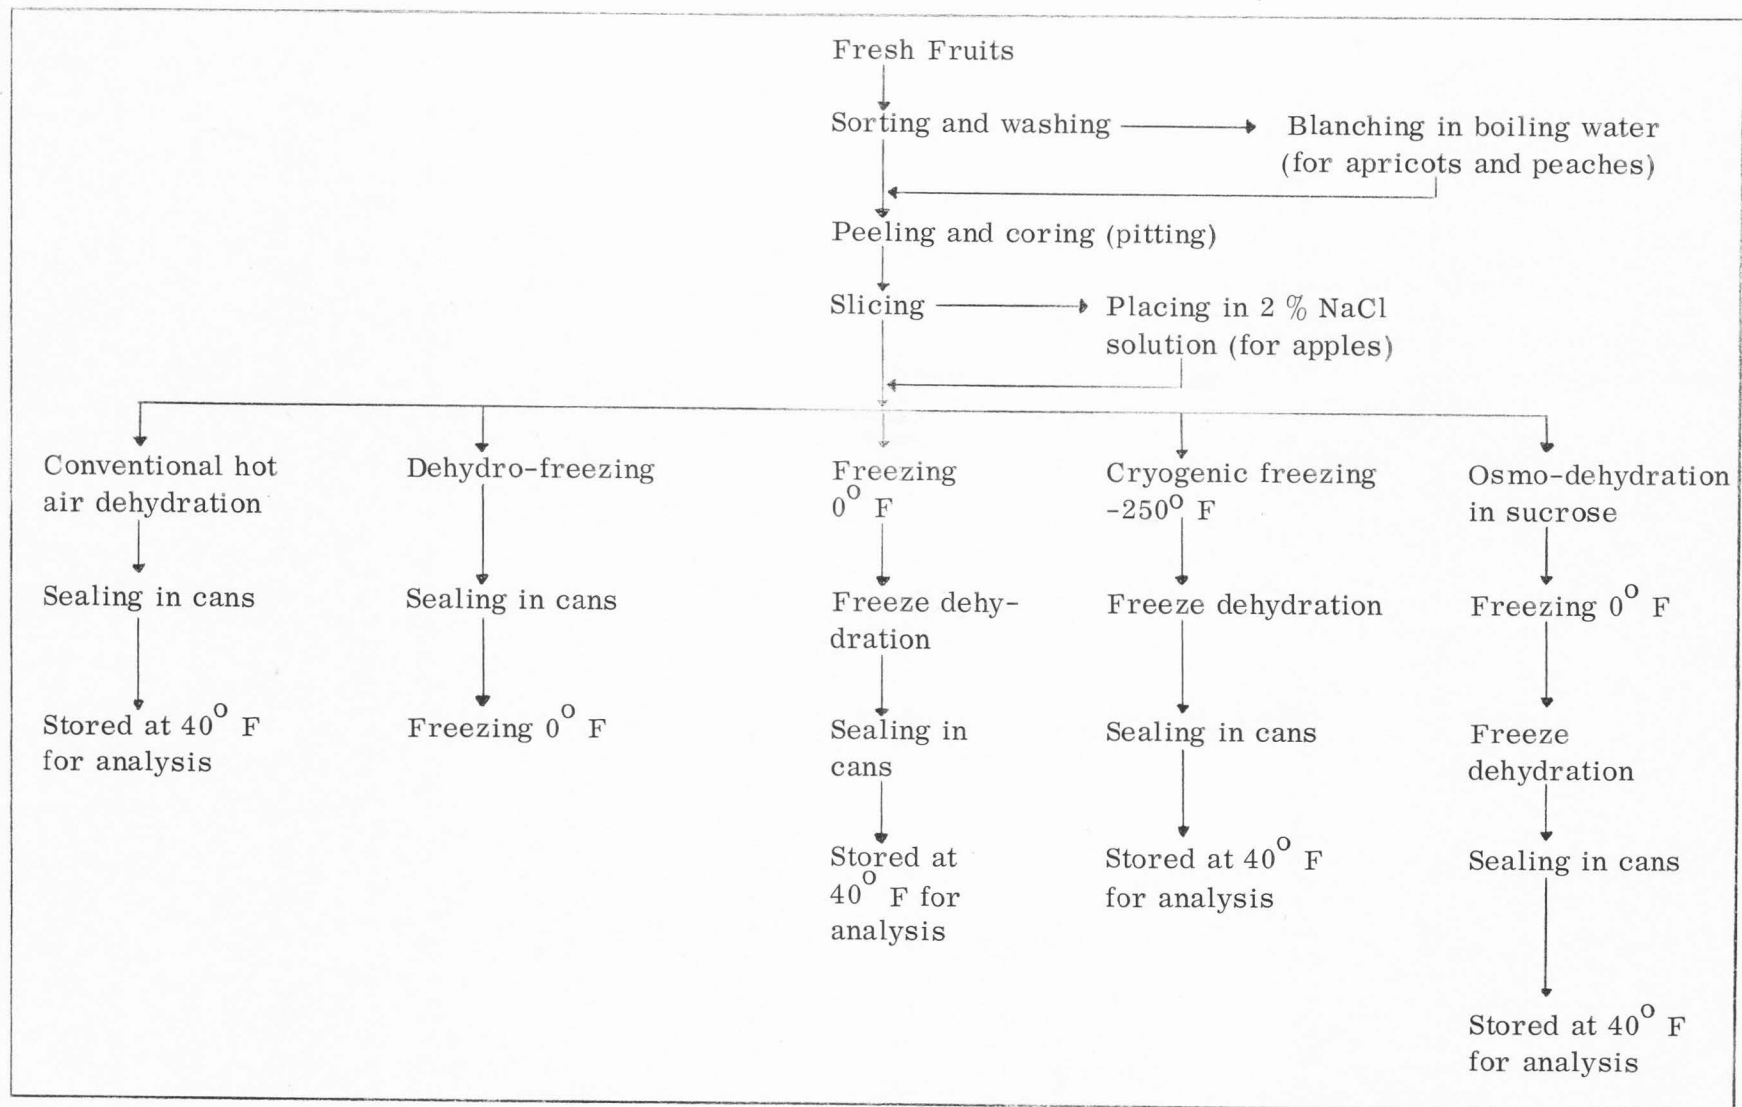 Fresh Fruits
Sorting and washing
Blanching in boiling water
(for apricots and peaches)
Peeling and coring (pitting)
Slicing
Placing in 2 % NaCl
solution (for apples)
Conventional hot
air dehydration
Sealing in cans
Stored at 40° F
for analysis
Dehydro-freezing
Sealing in cans
Freezing 0° F
Freezing
0° F
Freeze dehy-
dration
Sealing in
cans
Stored at
40° F for
analysis
Cryogenic freezing
-250° F
Freeze dehydration
Sealing in cans
Stored at 40° F
for analysis
Osmo-dehydration
in sucrose
Freezing 0° F
Freeze
dehydration
Sealing in cans
Stored at 40° F
for analysis